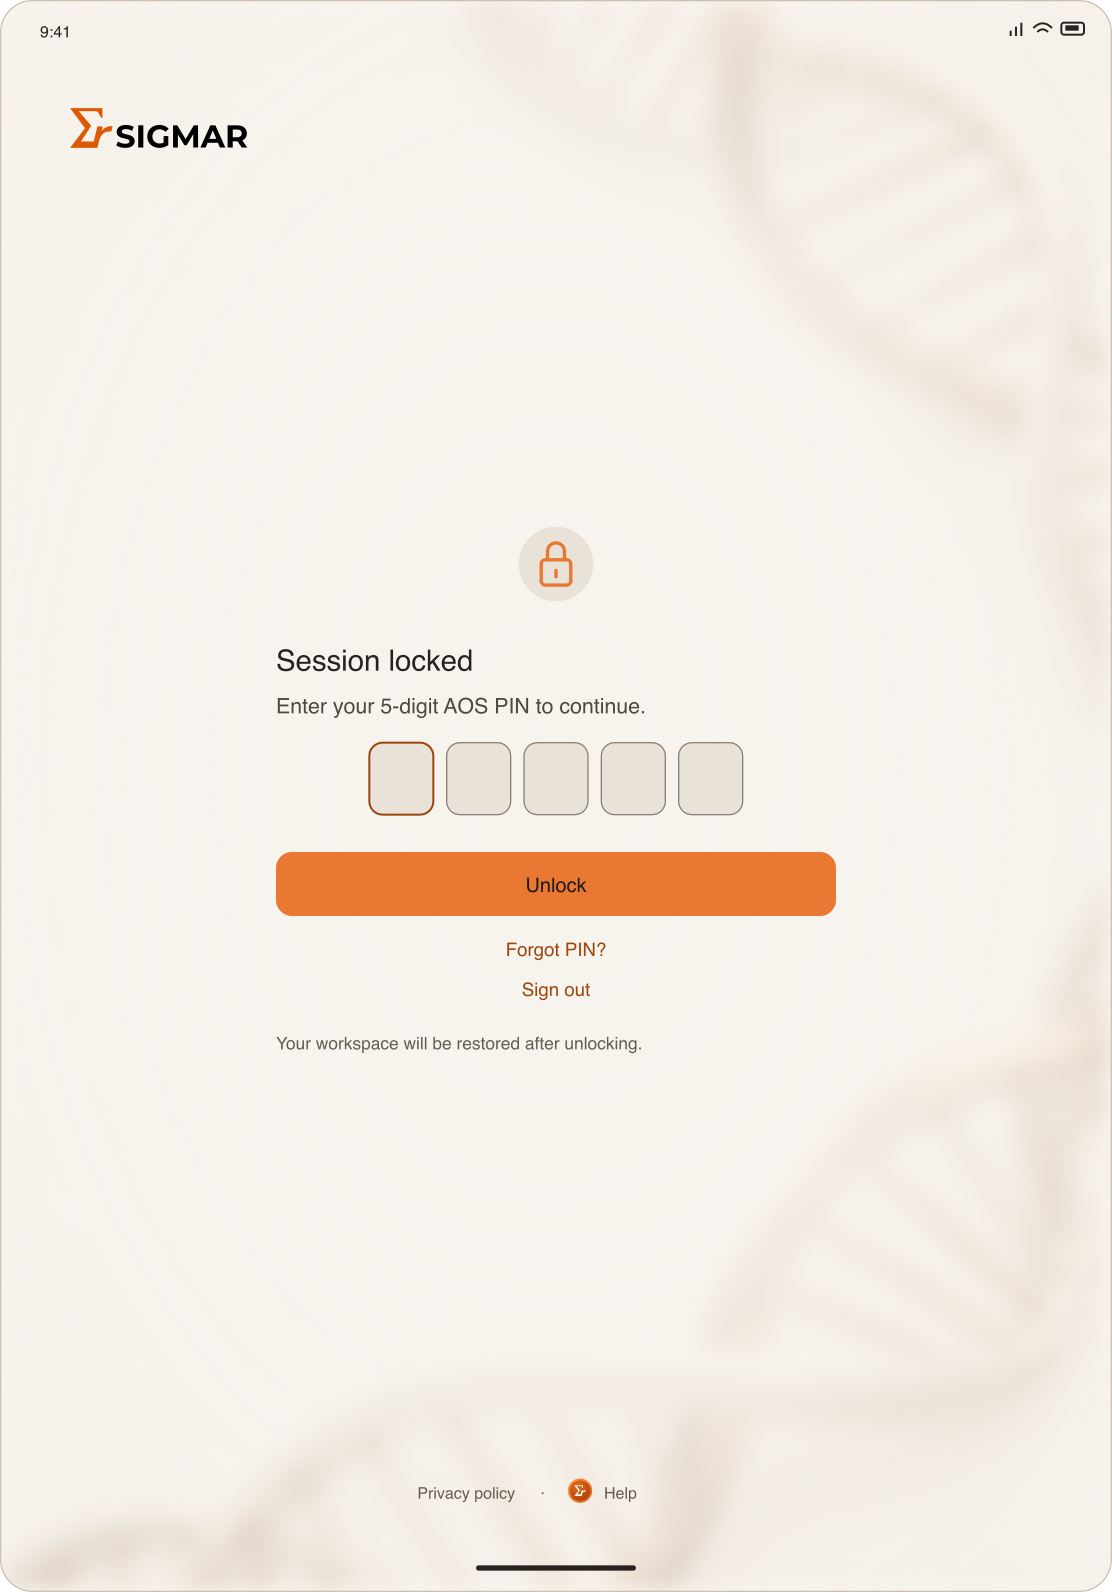 9:41
SIGMAR
Session locked
Enter your 5-digit AOS PIN to continue.
Unlock
Forgot PIN?
Sign out
Your workspace will be restored after unlocking.
Privacy policy · Help